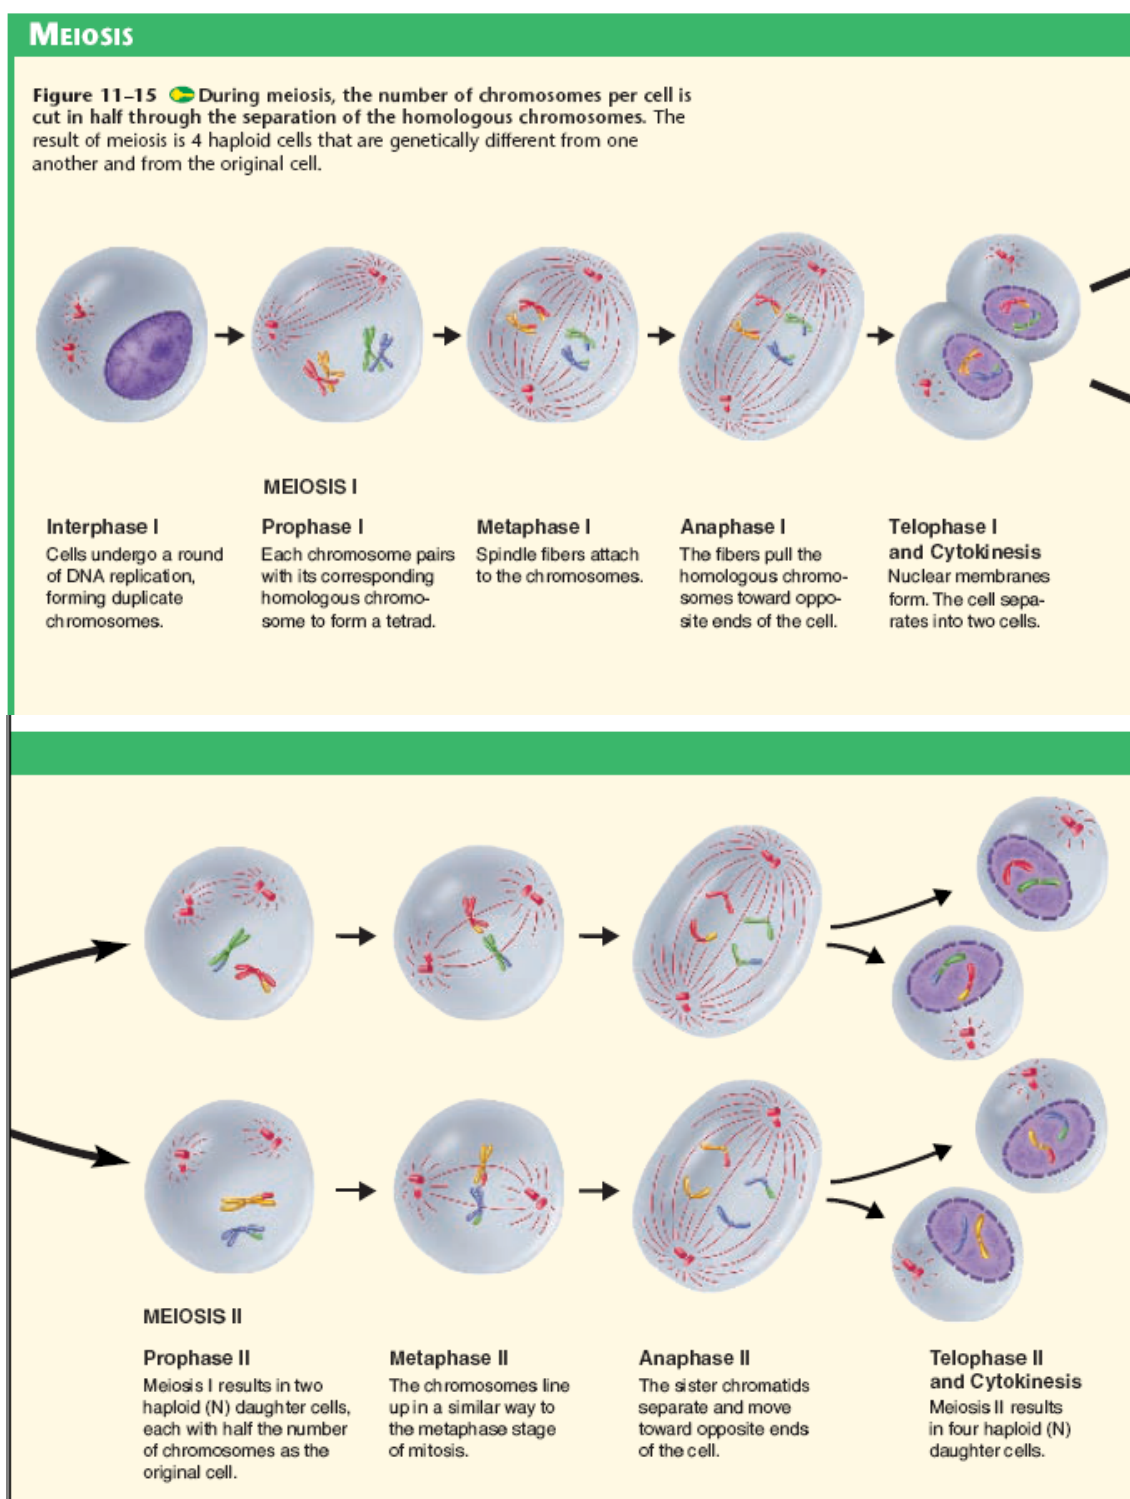 MEIOSIS
Figure 11–15 During meiosis, the number of chromosomes per cell is
cut in half through the separation of the homologous chromosomes. The
result of meiosis is 4 haploid cells that are genetically different from one
another and from the original cell.
MEIOSIS I
Interphase I
Cells undergo a round
of DNA replication,
forming duplicate
chromosomes.
Prophase I
Each chromosome pairs
with its corresponding
homologous chromo-
some to form a tetrad.
Metaphase I
Spindle fibers attach
to the chromosomes.
Anaphase I
The fibers pull the
homologous chromo-
somes toward oppo-
site ends of the cell.
Telophase I
and Cytokinesis
Nuclear membranes
form. The cell sepa-
rates into two cells.
MEIOSIS II
Prophase II
Meiosis I results in two
haploid (N) daughter cells,
each with half the number
of chromosomes as the
original cell.
Metaphase II
The chromosomes line
up in a similar way to
the metaphase stage
of mitosis.
Anaphase II
The sister chromatids
separate and move
toward opposite ends
of the cell.
Telophase II
and Cytokinesis
Meiosis II results
in four haploid (N)
daughter cells.